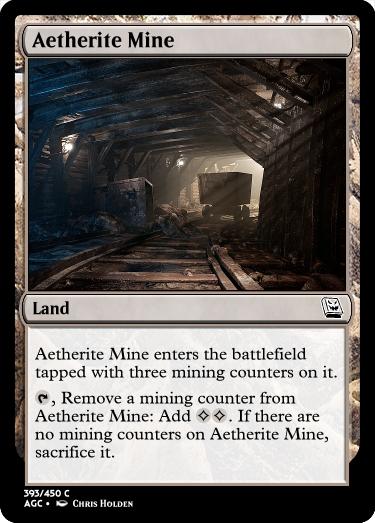 Aetherite Mine
Land
Aetherite Mine enters the battlefield
tapped with three mining counters on it.
, Remove a mining counter from
Aetherite Mine: Add . If there are
no mining counters on Aetherite Mine,
sacrifice it.
393/450 C
AGC • Chris Holden